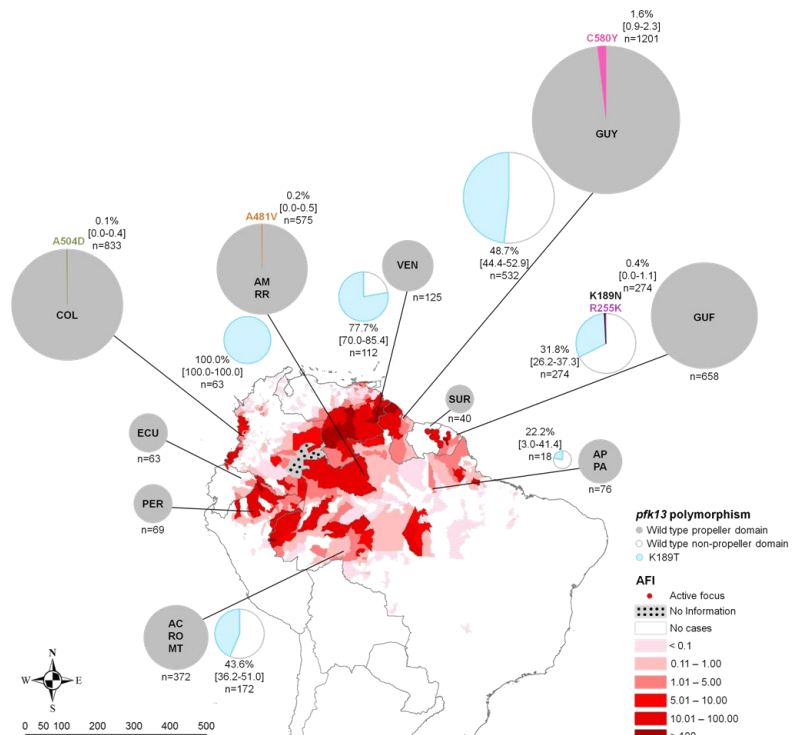 1.6%
[0.9-2.3]
C580Y n=1201
GUY
0.2%
[0.0-0.5]
A481V n=575
AM
RR
0.1%
[0.0-0.4]
A504D n=833
COL
48.7%
[44.4-52.9]
n=532
VEN
n=125
77.7%
[70.0-85.4]
n=112
0.4%
[0.0-1.1]
K189N n=274
R255K
GUF
n=658
31.8%
[26.2-37.3]
n=274
100.0%
[100.0-100.0]
n=63
SUR
n=40
ECU
n=63
22.2%
[3.0-41.4]
n=18
AP
PA
n=76
PER
n=69
pfk13 polymorphism
Wild type propeller domain
Wild type non-propeller domain
K189T
AFI
Active focus
No Information
No cases
< 0.1
0.11 – 1.00
1.01 – 5.00
5.01 – 10.00
10.01 – 100.00
AC
RO
MT
n=372
43.6%
[36.2-51.0]
n=172
N
W E
S
0 50 100 200 300 400 500